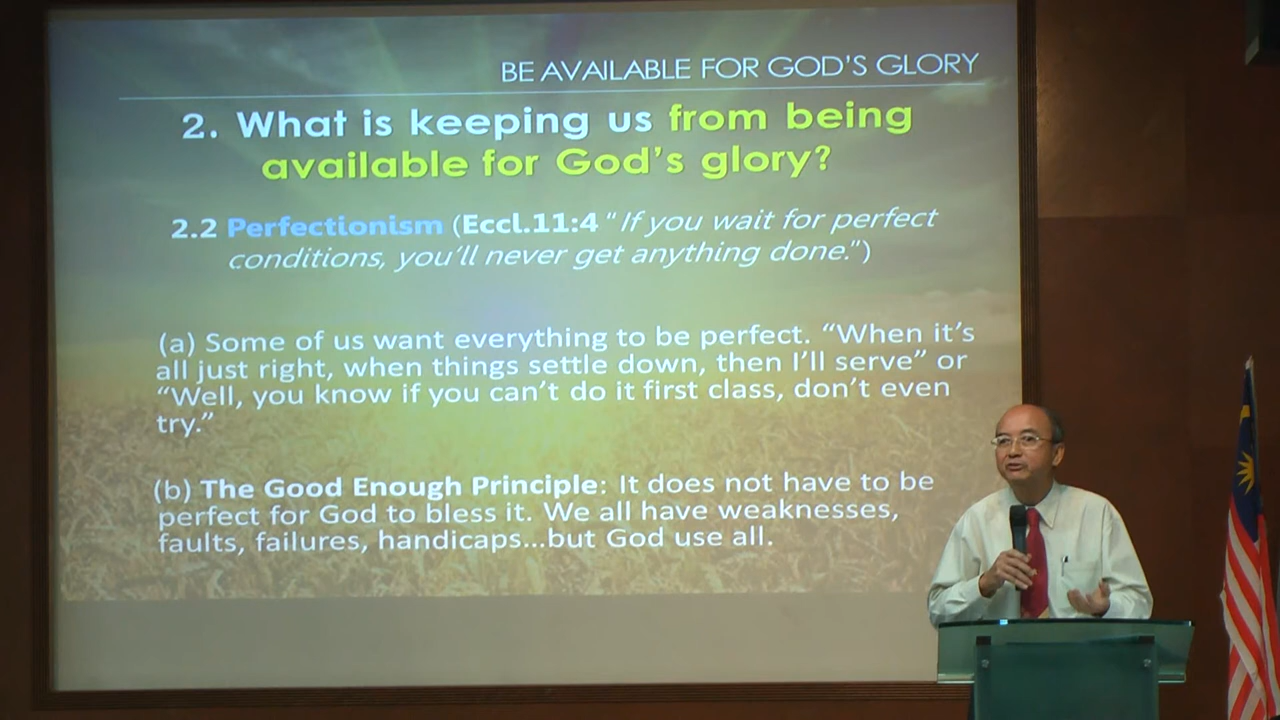 BE AVAILABLE FOR GOD'S GLORY
2. What is keeping us from being
available for God's glory?
2.2 Perfectionism (Eccl.11:4 "If you wait for perfect
conditions, you'll never get anything done.")
(a) Some of us want everything to be perfect. “When it’s
all just right, when things settle down, then I’ll serve” or
“Well, you know if you can’t do it first class, don’t even
try.”
(b) The Good Enough Principle: It does not have to be
perfect for God to bless it. We all have weaknesses,
faults, failures, handicaps...but God use all.